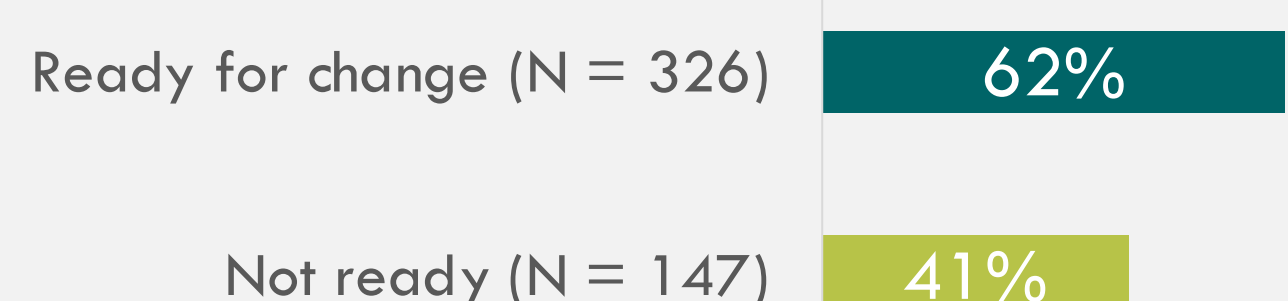 Ready for change (N = 326) 62%
Not ready (N = 147) 41%